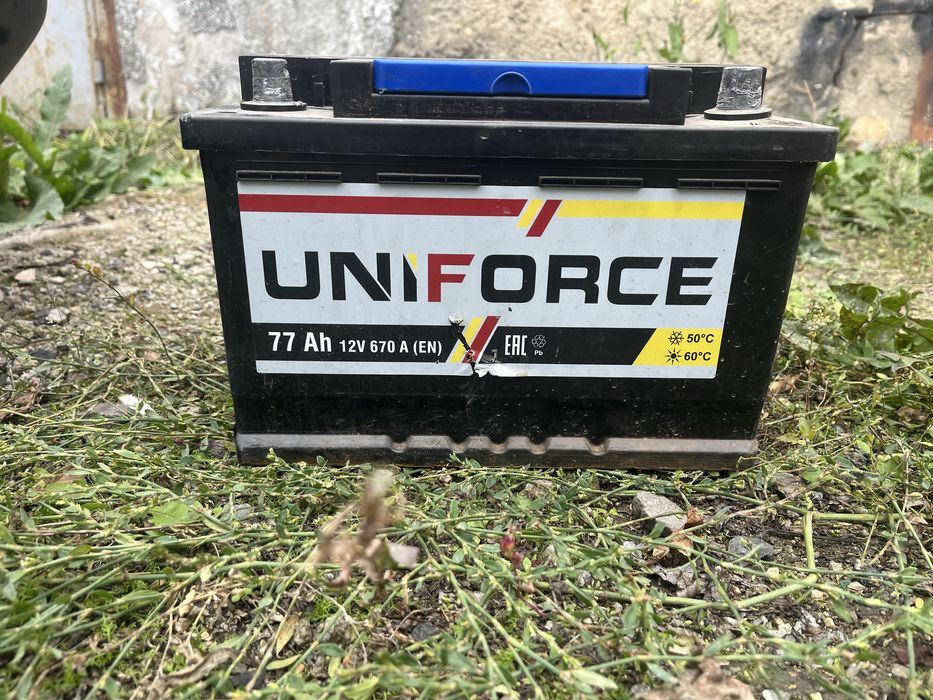 UNIFORCE
77 Ah 12V 670 A (EN) EAC Pb
50°C
60°C